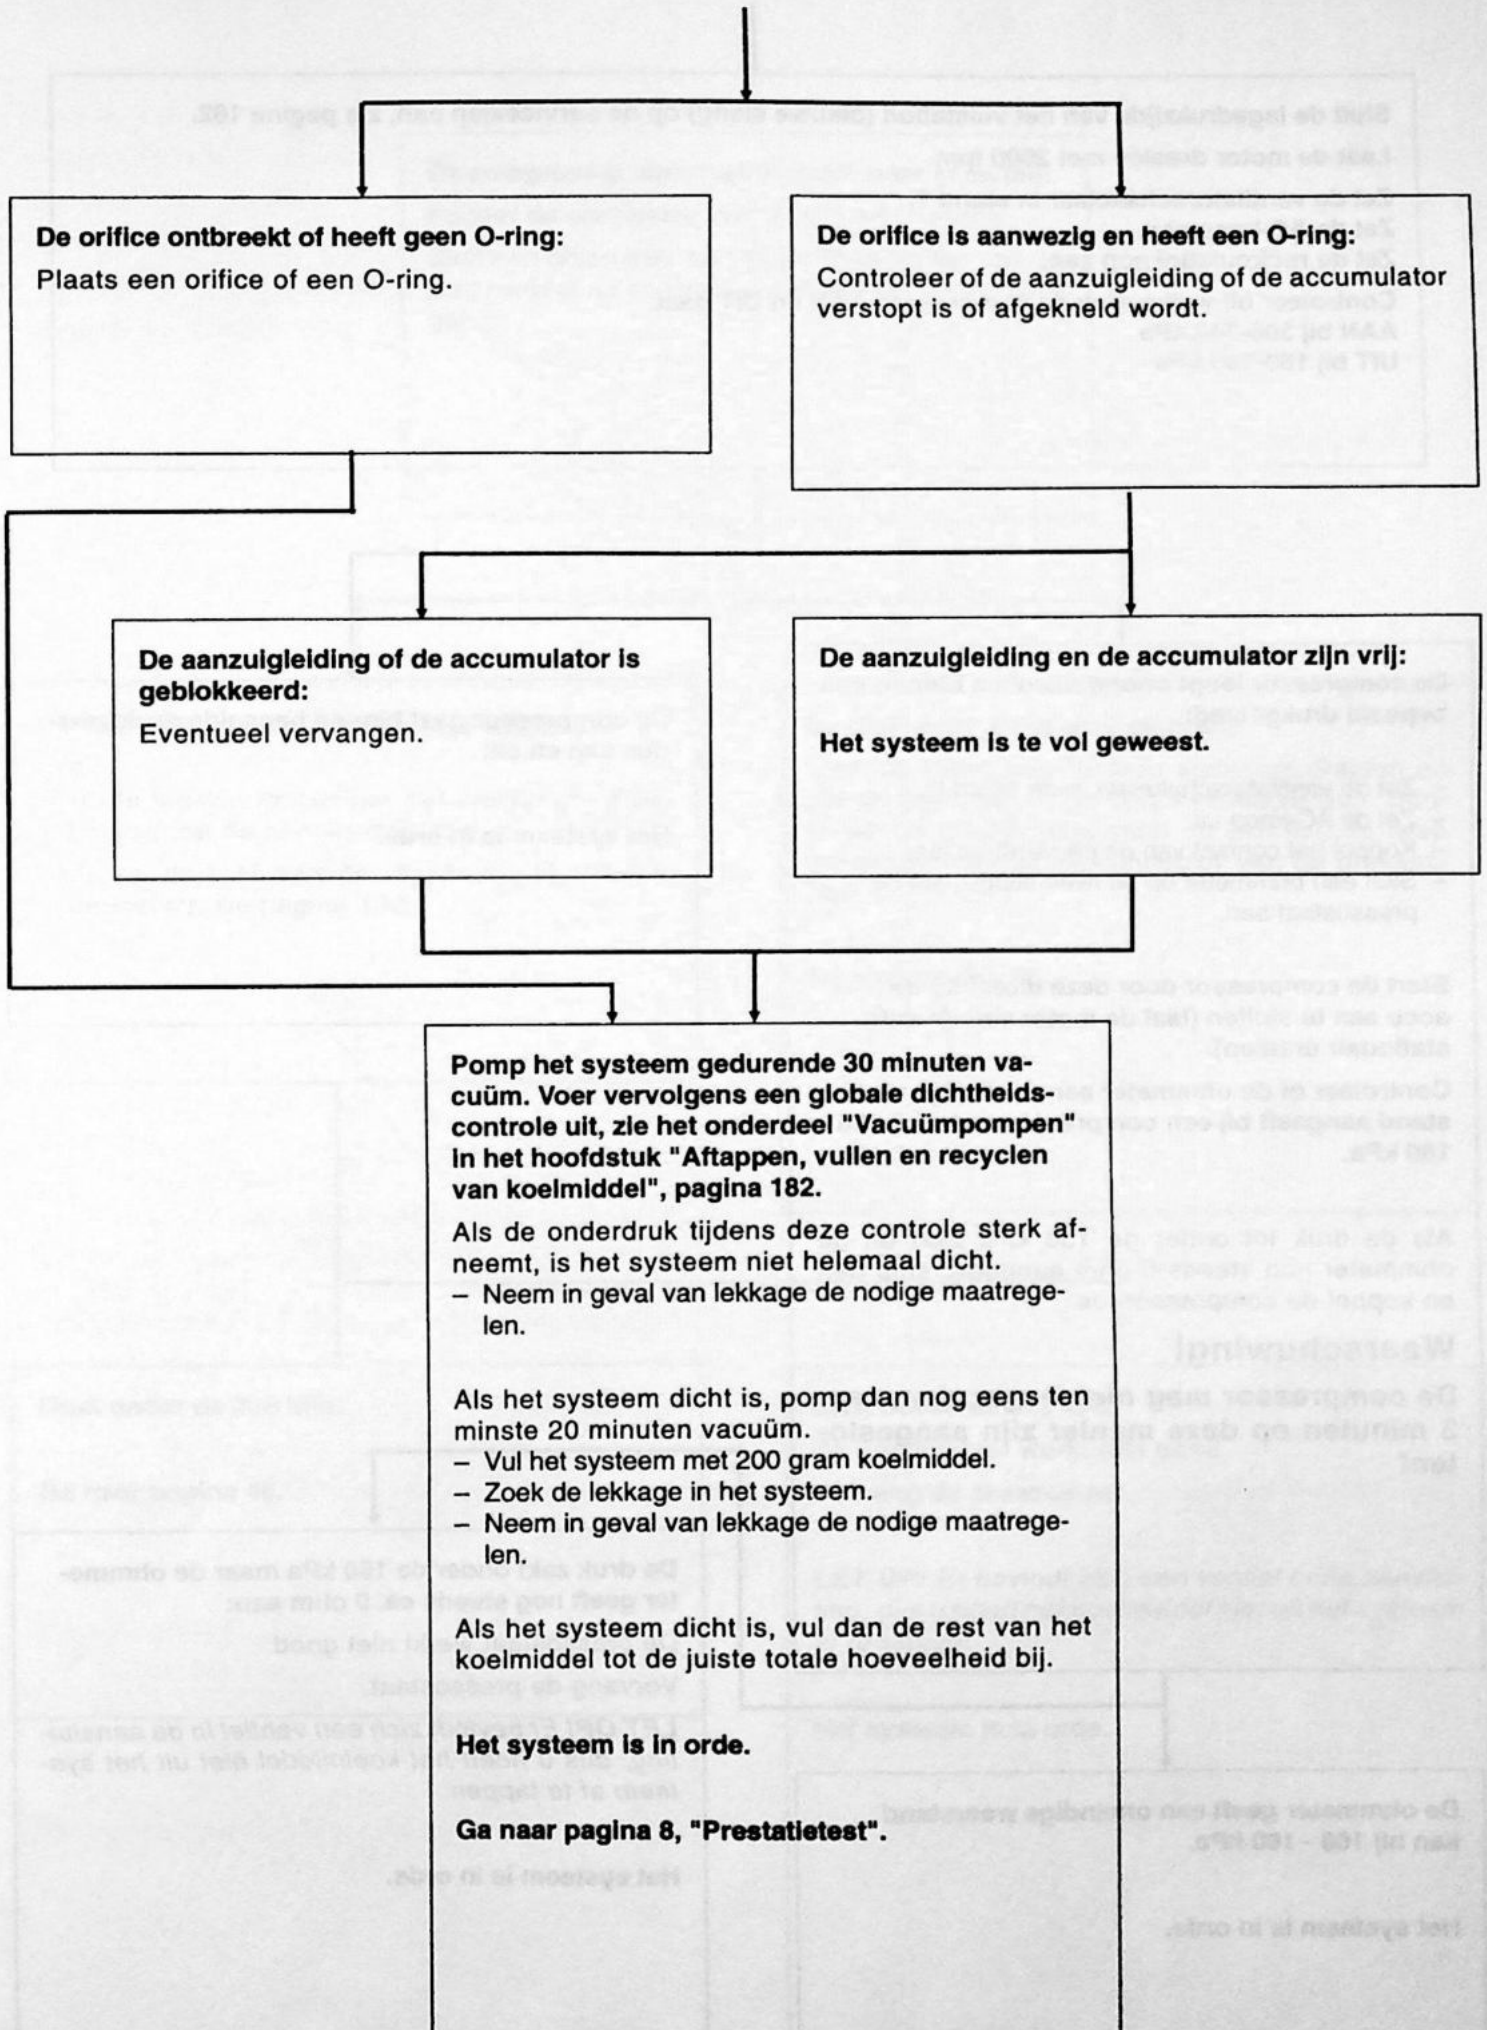 De orifice ontbreekt of heeft geen O-ring:
Plaats een orifice of een O-ring.
De orifice is aanwezig en heeft een O-ring:
Controleer of de aanzuigleiding of de accumulator
verstopt is of afgekneld wordt.
De aanzuigleiding of de accumulator is
geblokkeerd:
Eventueel vervangen.
De aanzuigleiding en de accumulator zijn vrij:
Het systeem is te vol geweest.
Pomp het systeem gedurende 30 minuten va-
cuüm. Voer vervolgens een globale dichtheids-
controle uit, zie het onderdeel "Vacuümpompen"
in het hoofdstuk "Aftappen, vullen en recyclen
van koelmiddel", pagina 182.
Als de onderdruk tijdens deze controle sterk af-
neemt, is het systeem niet helemaal dicht.
– Neem in geval van lekkage de nodige maatrege-
len.
Als het systeem dicht is, pomp dan nog eens ten
minste 20 minuten vacuüm.
– Vul het systeem met 200 gram koelmiddel.
– Zoek de lekkage in het systeem.
– Neem in geval van lekkage de nodige maatrege-
len.
Als het systeem dicht is, vul dan de rest van het
koelmiddel tot de juiste totale hoeveelheid bij.
Het systeem is in orde.
Ga naar pagina 8, "Prestatietest".